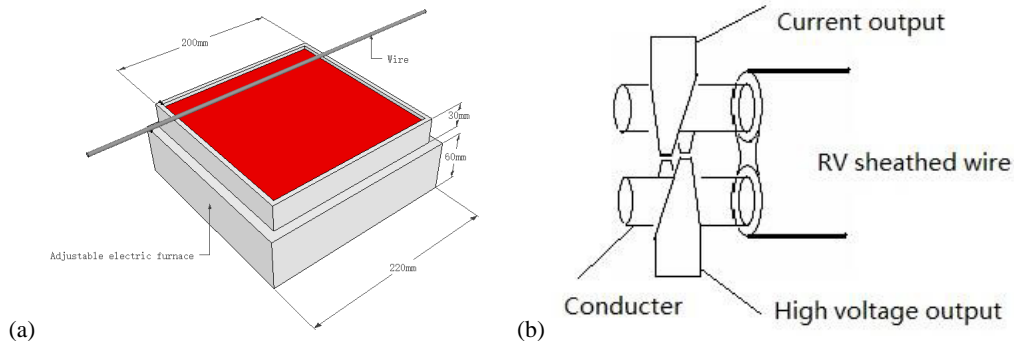 200mm
Wire
30mm
60mm
Adjustable electric furnace
220mm
(a)
Current output
RV sheathed wire
Conducter
High voltage output
(b)